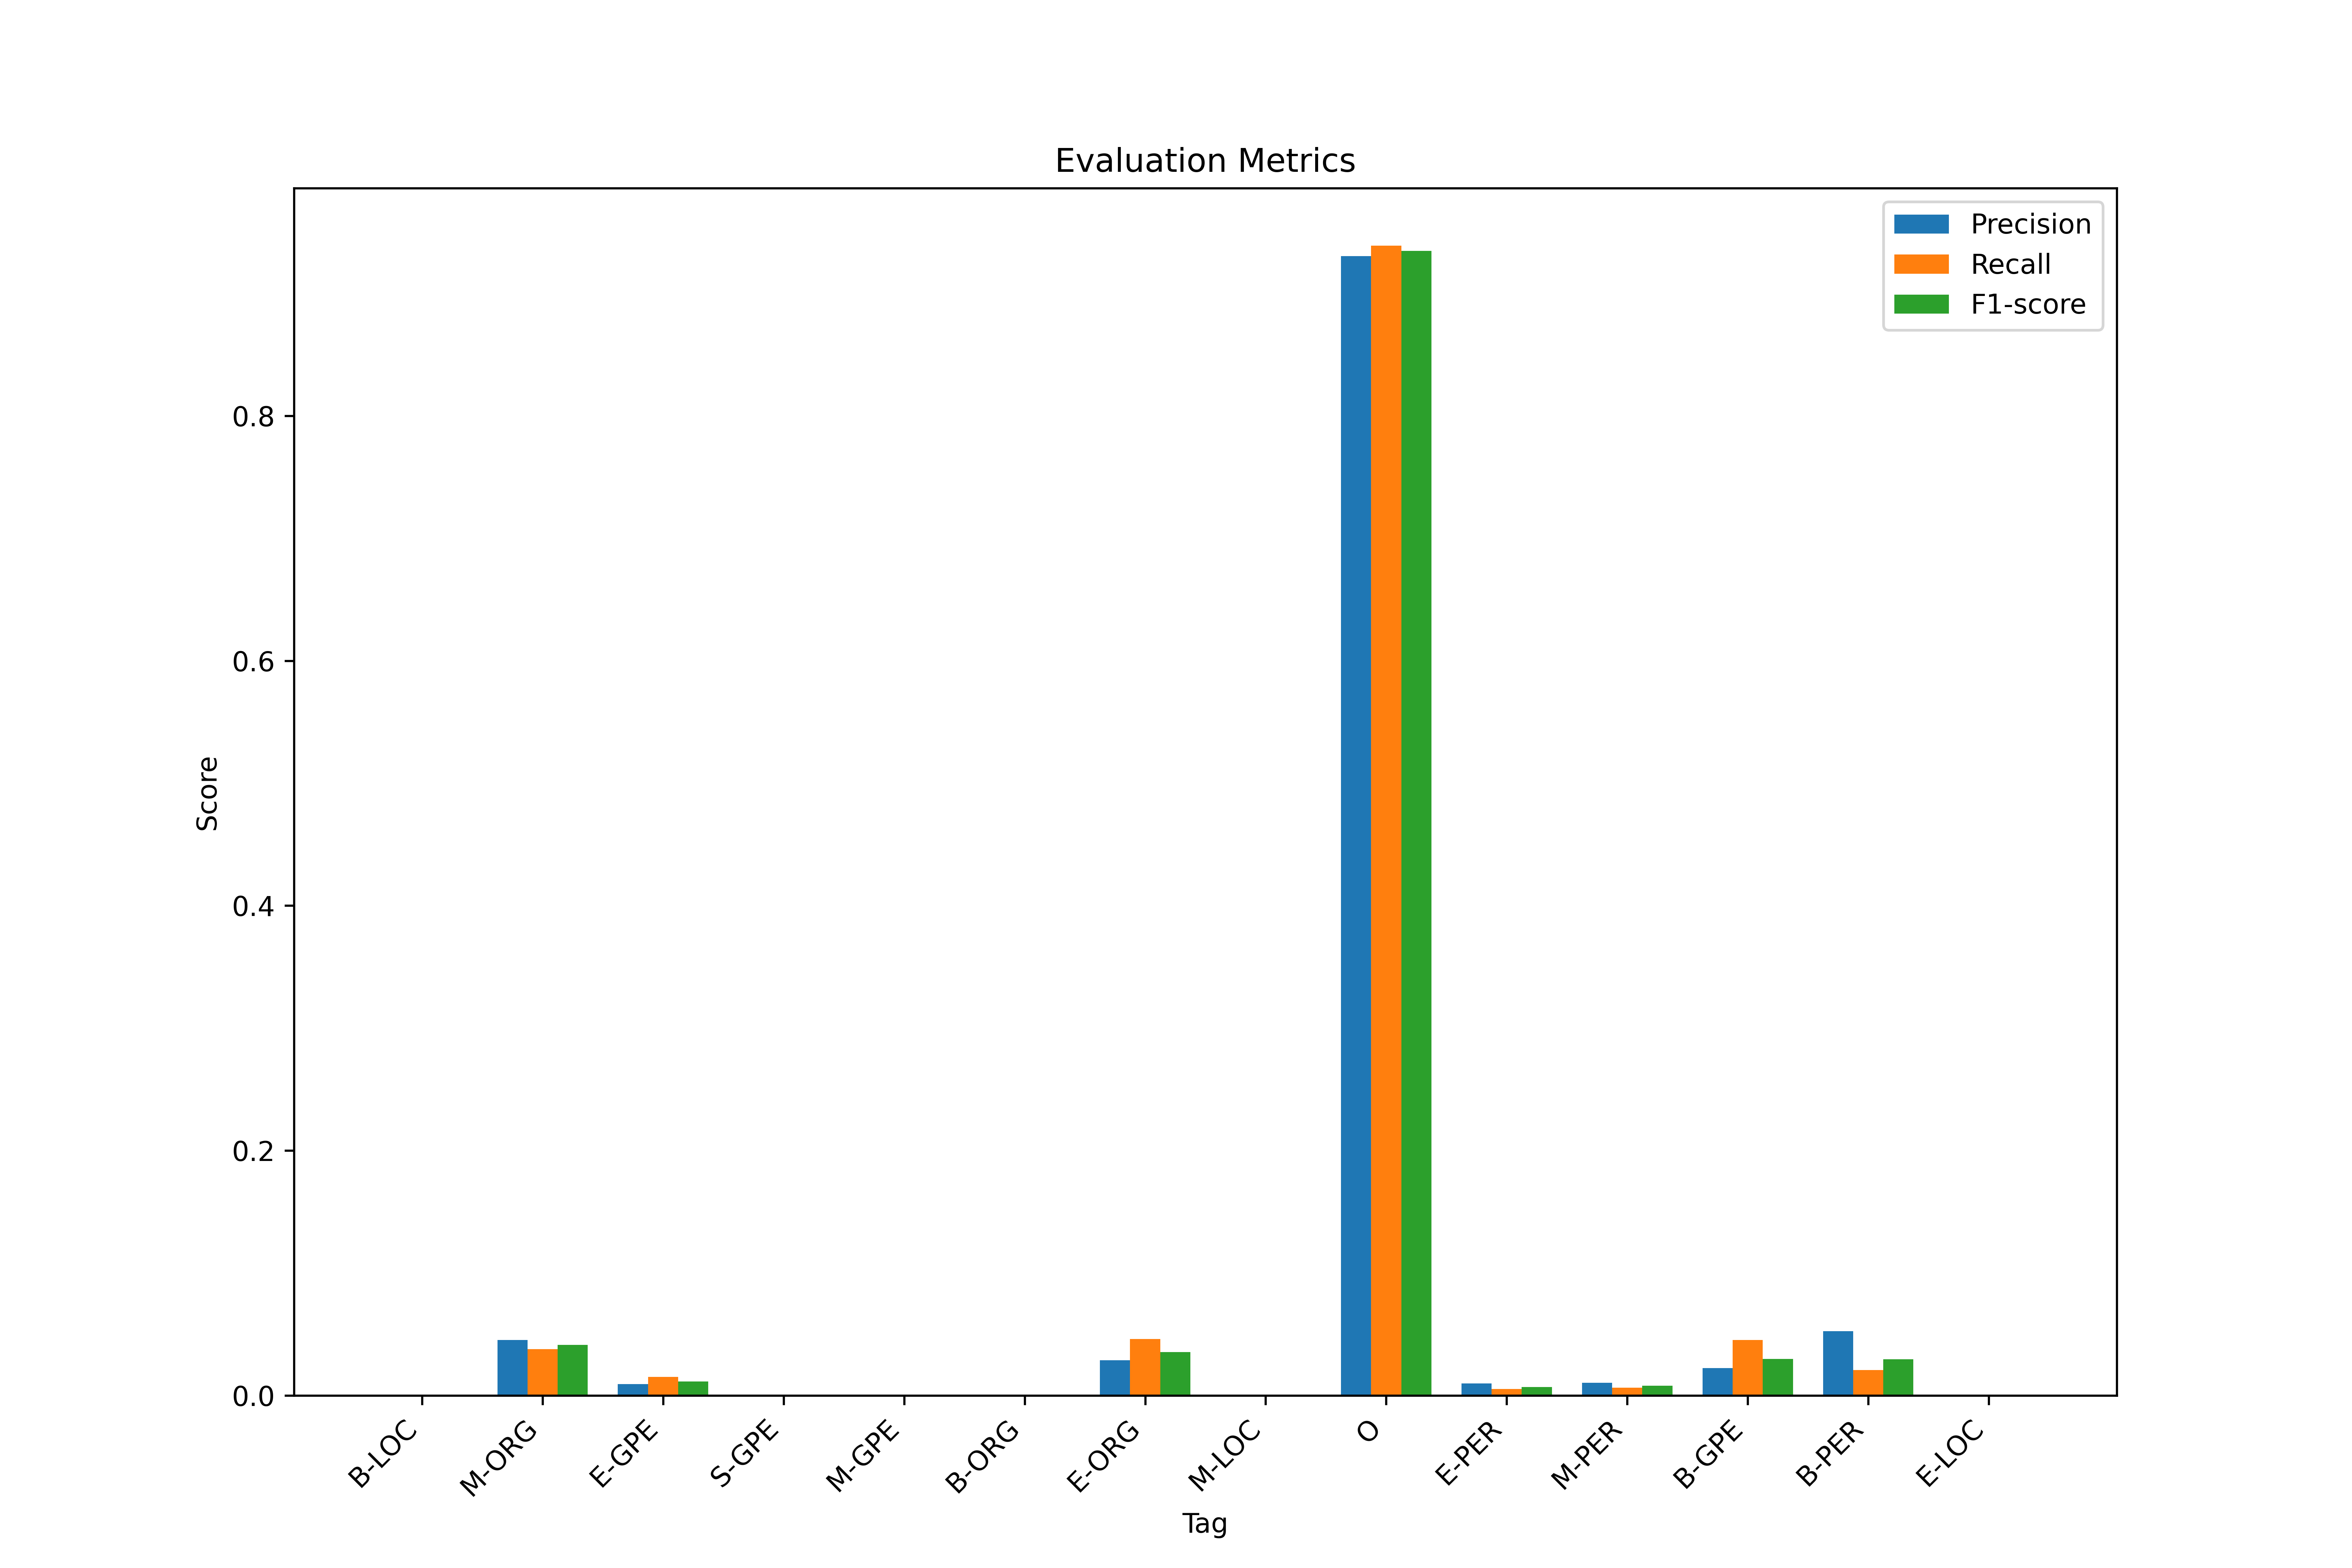 Evaluation Metrics
Precision
Recall
F1-score
0.8
0.6
0.4
0.2
0.0
Score
B-LOC
M-ORG
E-GPE
S-GPE
M-GPE
B-ORG
E-ORG
M-LOC
O
E-PER
M-PER
B-GPE
B-PER
E-LOC
Tag